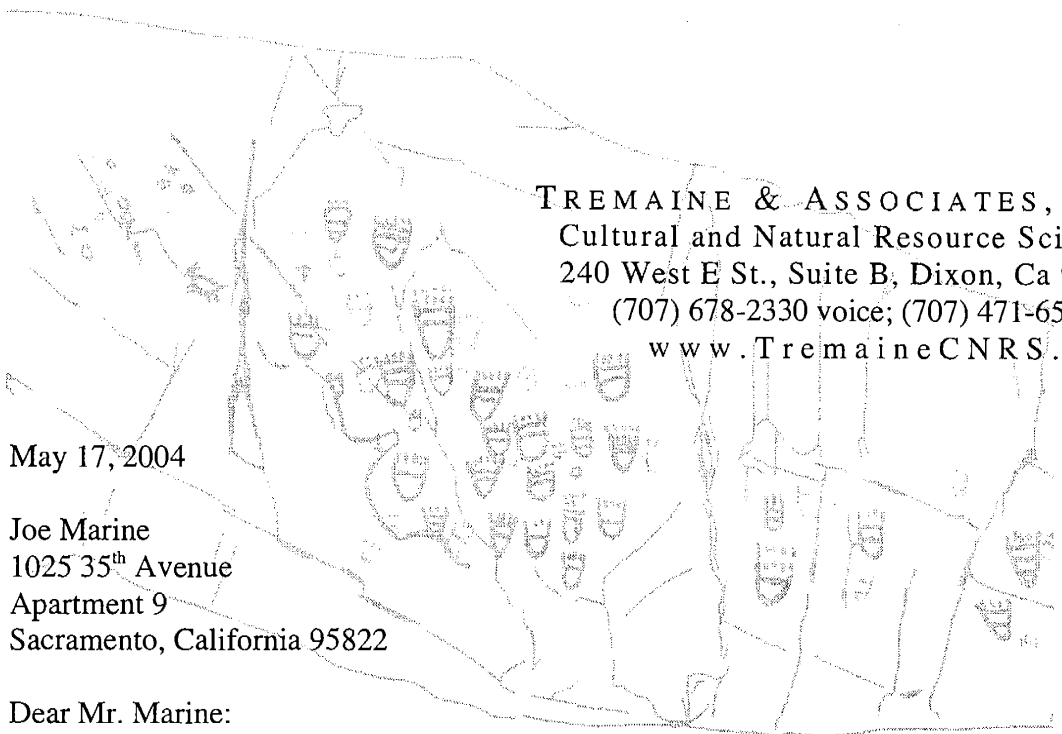 TREMAINE & ASSOCIATES,
Cultural and Natural Resource Sci
240 West E St., Suite B, Dixon, Ca
(707) 678-2330 voice; (707) 471-65
www.TremaineCNRS.
May 17, 2004
Joe Marine
1025 35th Avenue
Apartment 9
Sacramento, California 95822
Dear Mr. Marine: